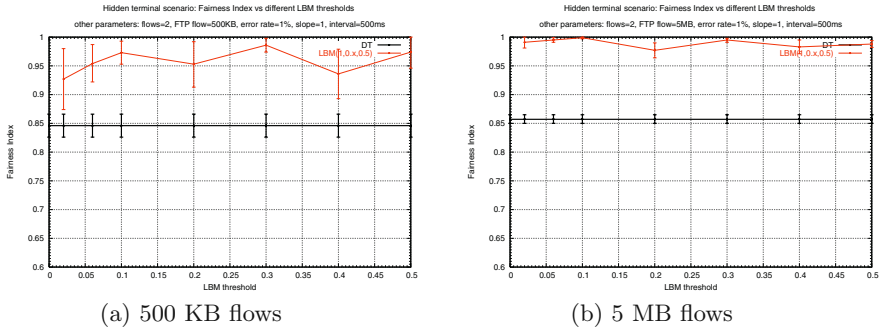 Hidden terminal scenario: Fairness Index vs different LBM thresholds
other parameters: flows=2, FTP flow=500KB, error rate=1%, slope=1, interval=500ms
1
0.95
0.9
0.85
0.8
0.75
0.7
0.65
0.6
Fairness Index
DT
LBM(1,0.x,0.5)
0 0.05 0.1 0.15 0.2 0.25 0.3 0.35 0.4 0.45 0.5
LBM threshold
(a) 500 KB flows
Hidden terminal scenario: Fairness Index vs different LBM thresholds
other parameters: flows=2, FTP flow=5MB, error rate=1%, slope=1, interval=500ms
1
0.95
0.9
0.85
0.8
0.75
0.7
0.65
0.6
Fairness Index
DT
LBM(1,0.x,0.5)
0 0.05 0.1 0.15 0.2 0.25 0.3 0.35 0.4 0.45 0.5
LBM threshold
(b) 5 MB flows